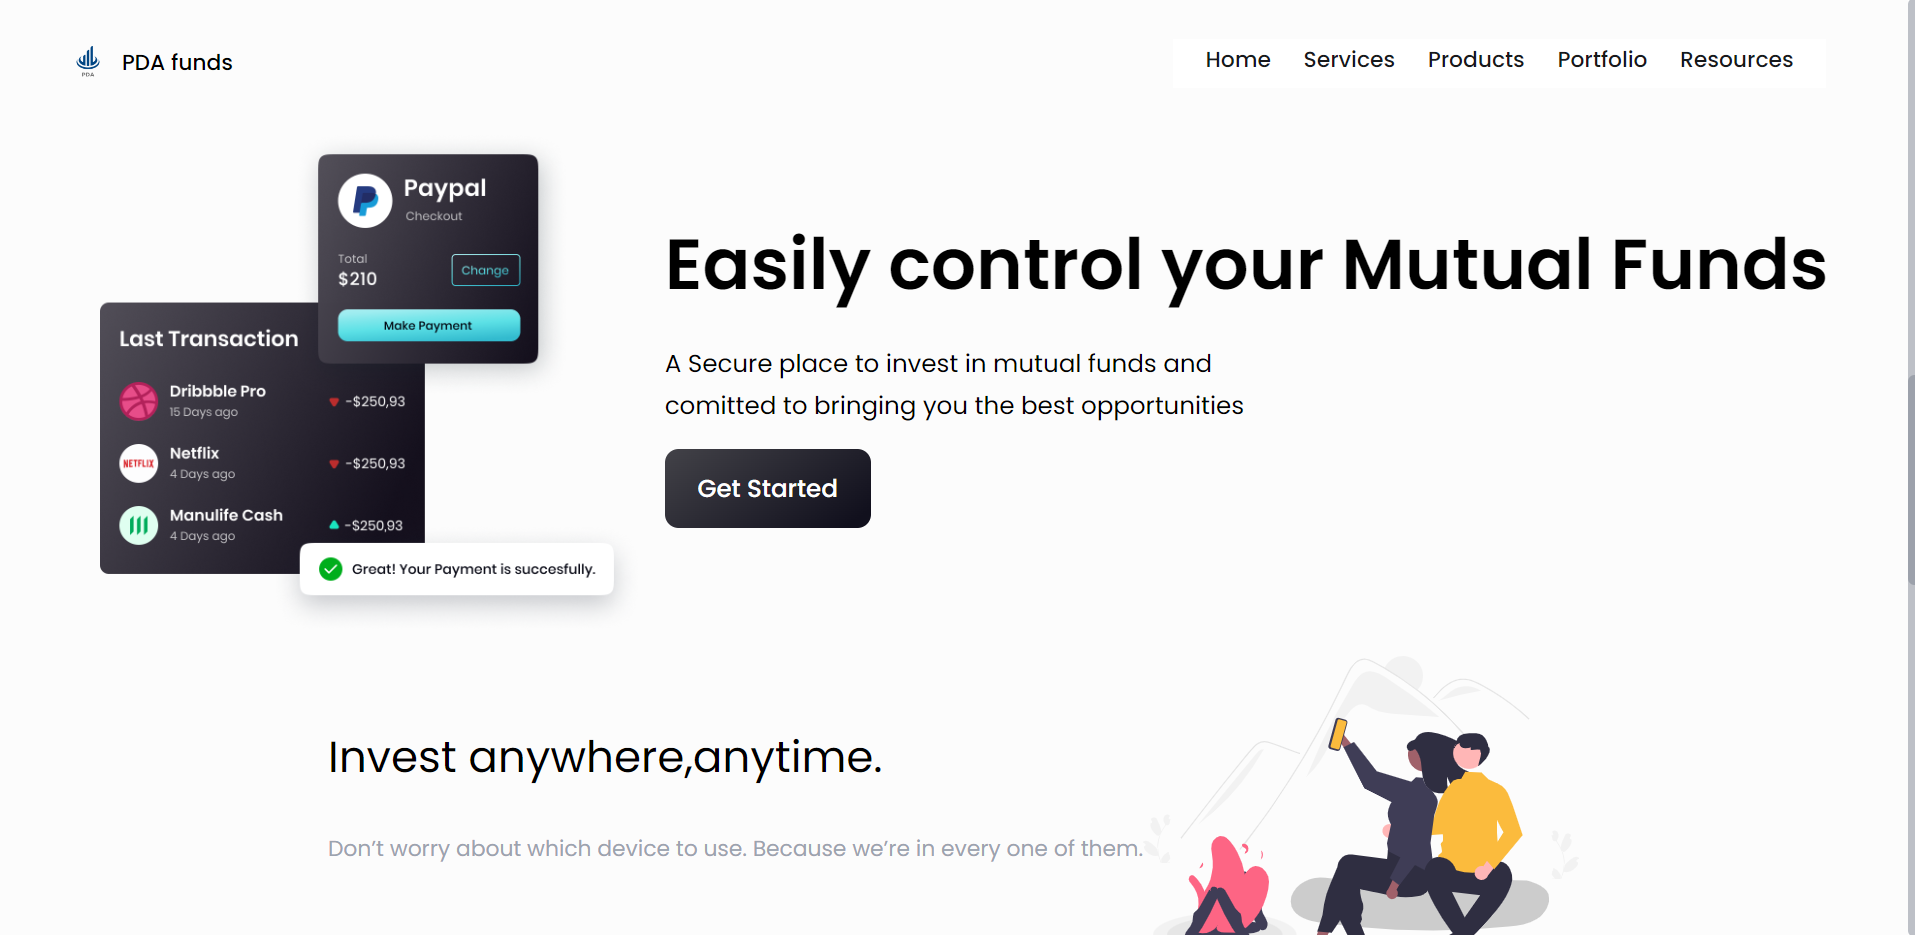 PDA
PDA funds
Home Services Products Portfolio Resources
Paypal
Checkout
Total
$210
Change
Make Payment
Last Transaction
Dribbble Pro
15 Days ago
-$250,93
NETFLIX
Netflix
4 Days ago
-$250,93
Manulife Cash
4 Days ago
-$250,93
Great! Your Payment is succesfully.
Easily control your Mutual Funds
A Secure place to invest in mutual funds and
comitted to bringing you the best opportunities
Get Started
Invest anywhere,anytime.
Don’t worry about which device to use. Because we’re in every one of them.